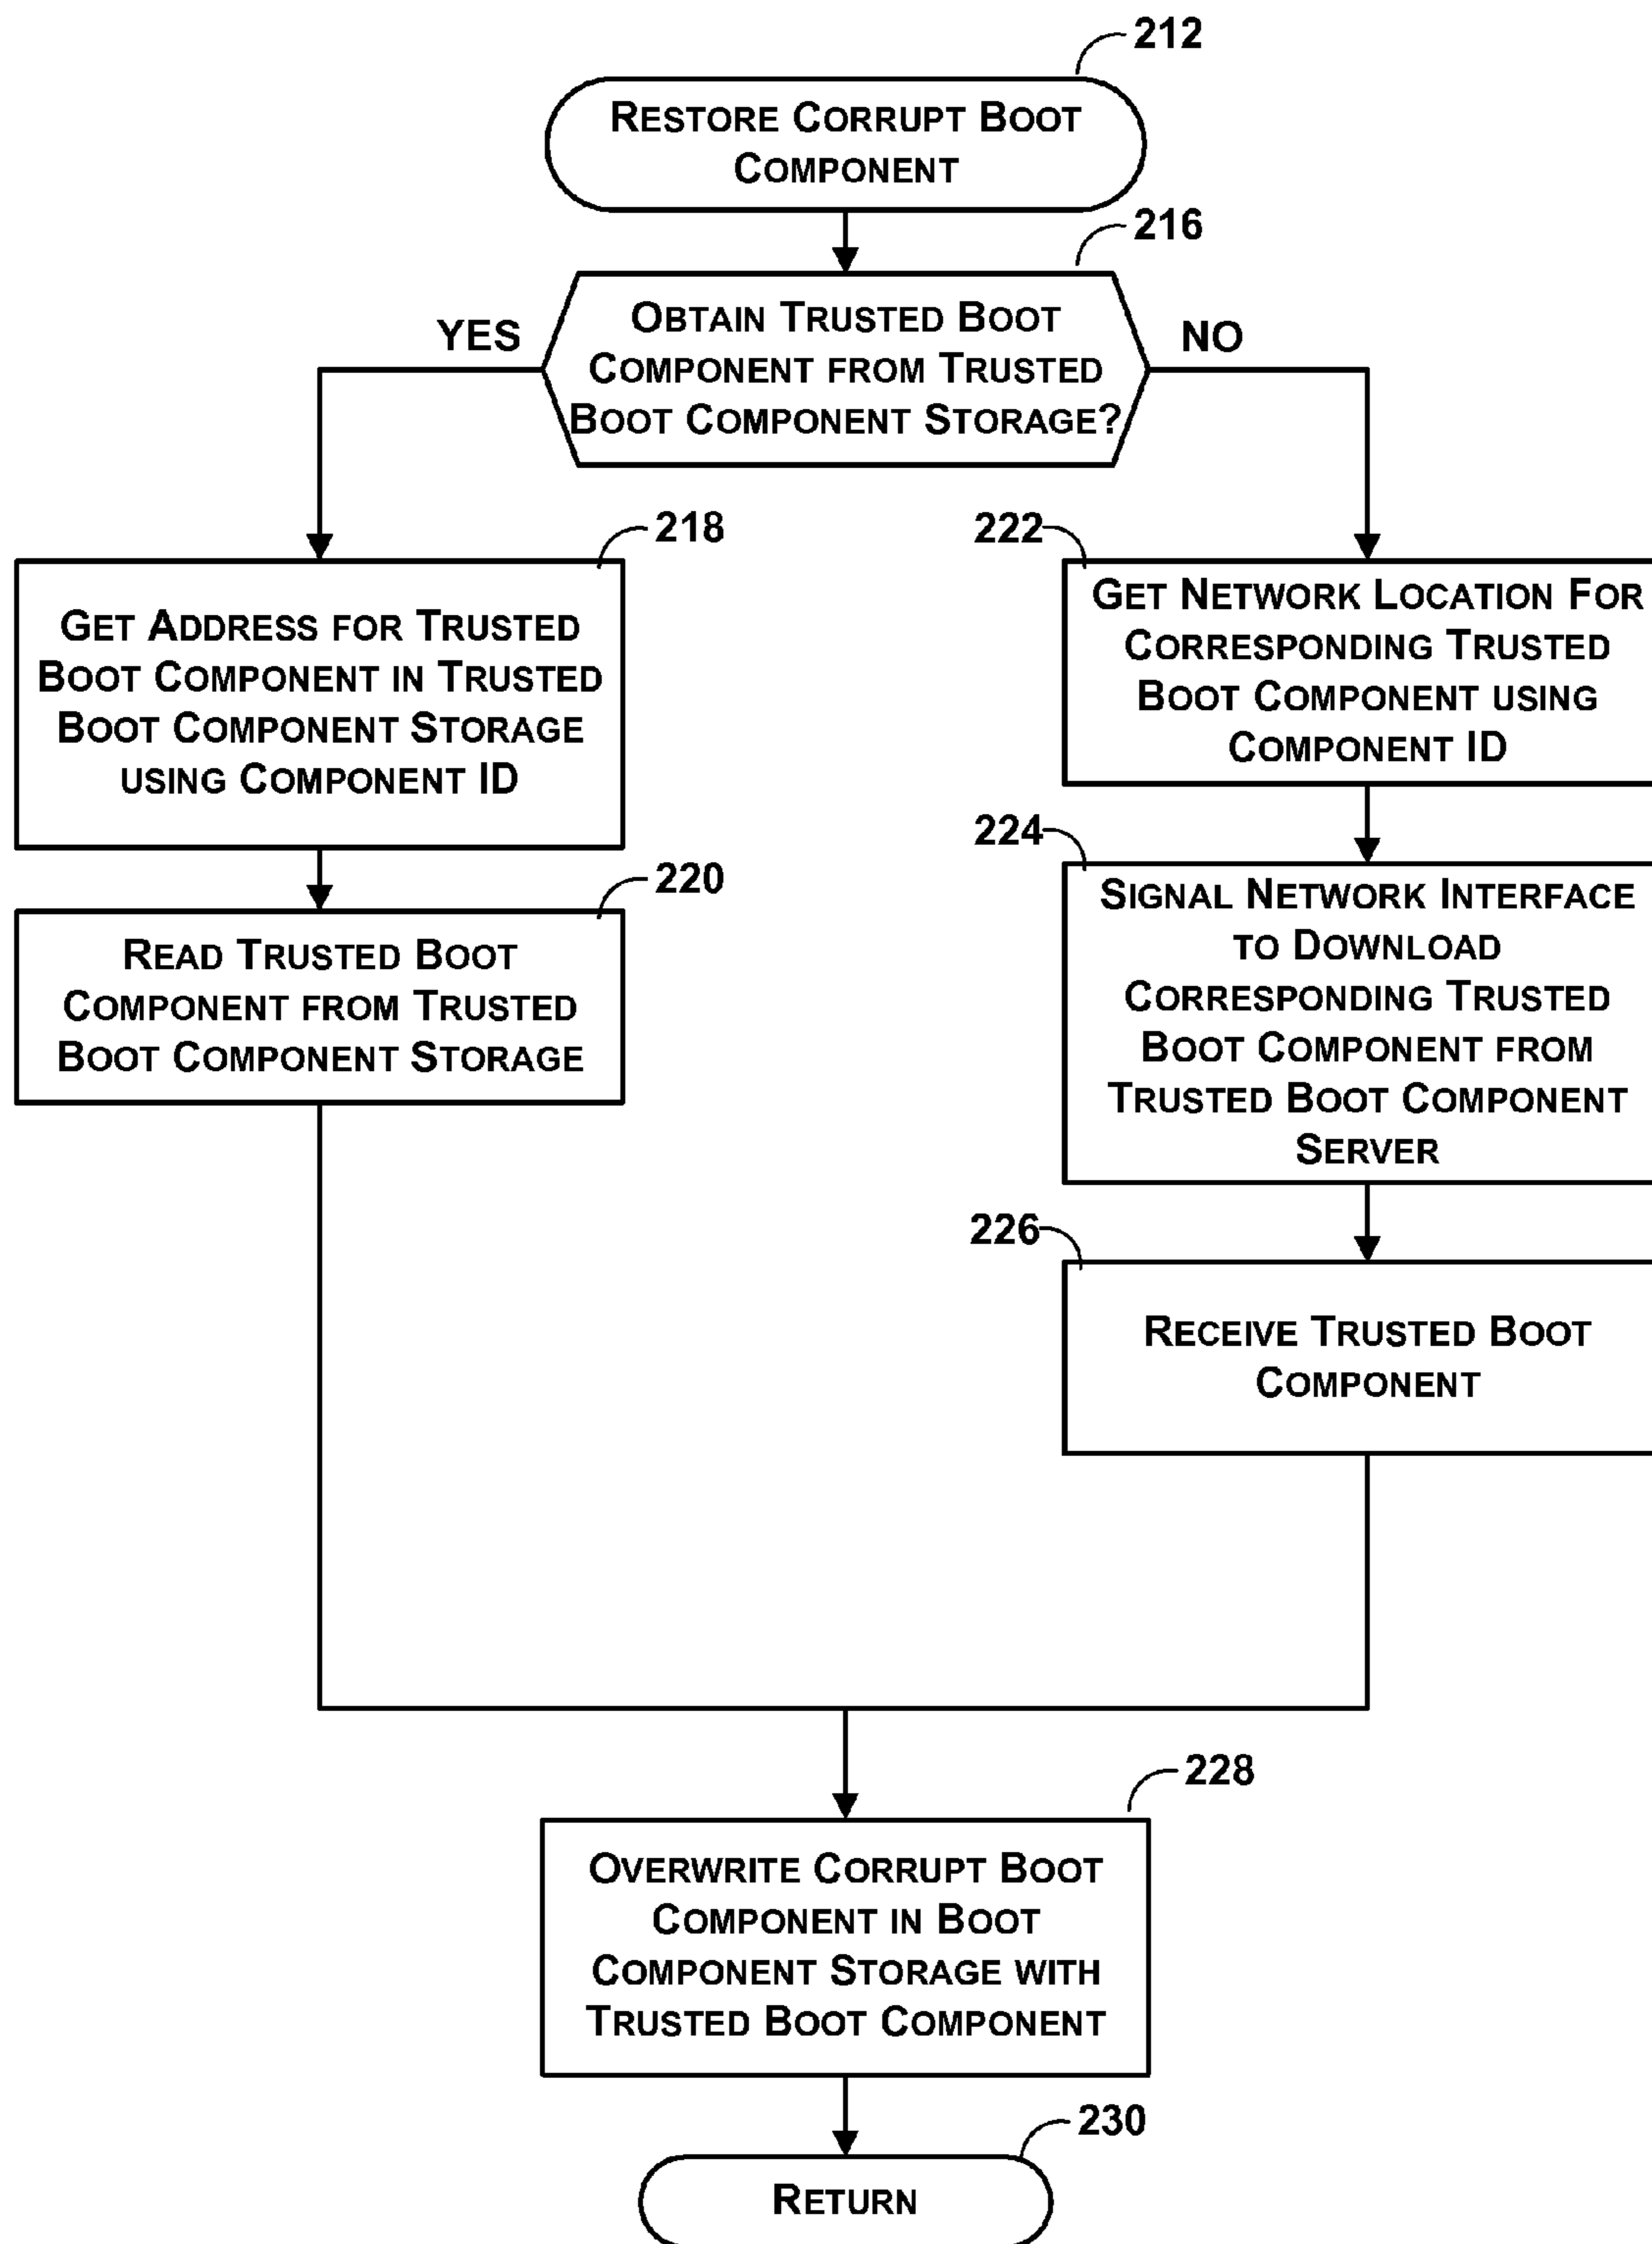 212
RESTORE CORRUPT BOOT
COMPONENT
216
OBTAIN TRUSTED BOOT
COMPONENT FROM TRUSTED
BOOT COMPONENT STORAGE?
YES
NO
218
GET ADDRESS FOR TRUSTED
BOOT COMPONENT IN TRUSTED
BOOT COMPONENT STORAGE
USING COMPONENT ID
220
READ TRUSTED BOOT
COMPONENT FROM TRUSTED
BOOT COMPONENT STORAGE
222
GET NETWORK LOCATION FOR
CORRESPONDING TRUSTED
BOOT COMPONENT USING
COMPONENT ID
224
SIGNAL NETWORK INTERFACE
TO DOWNLOAD
CORRESPONDING TRUSTED
BOOT COMPONENT FROM
TRUSTED BOOT COMPONENT
SERVER
226
RECEIVE TRUSTED BOOT
COMPONENT
228
OVERWRITE CORRUPT BOOT
COMPONENT IN BOOT
COMPONENT STORAGE WITH
TRUSTED BOOT COMPONENT
230
RETURN